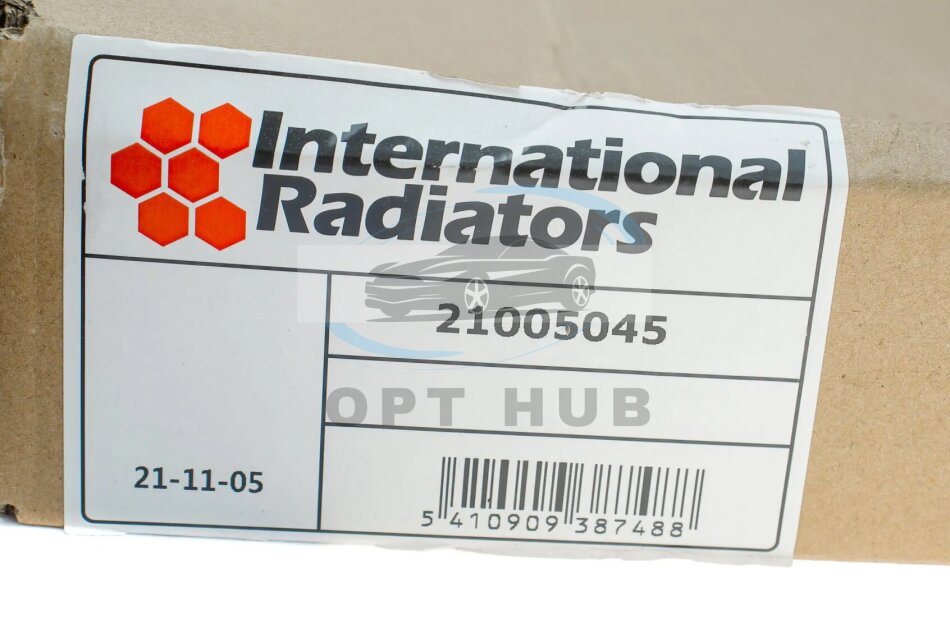 International
Radiators
21005045
OPT HUB
21-11-05
5 410909 387488